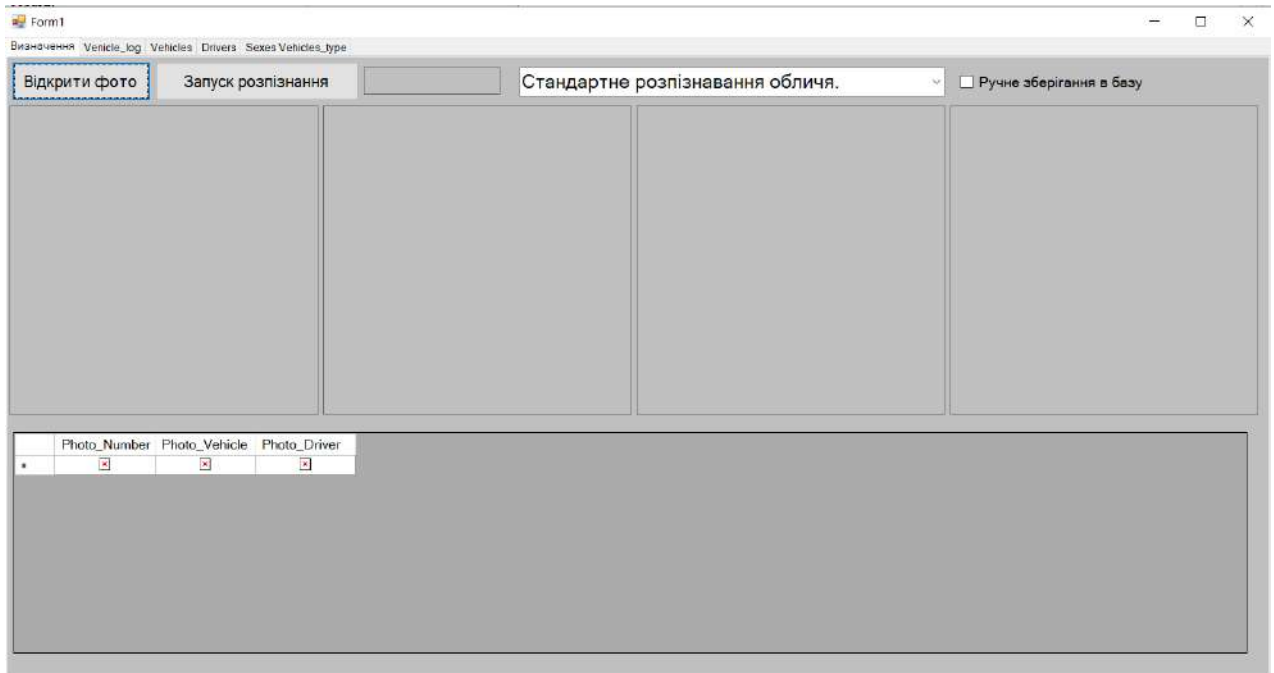 Form1
Визначення Venicle_log Vehicles Drivers Sexes Vehicles_type
Відкрити фото Запуск розпізнання Стандартне розпізнавання обличя. Ручне зберігання в базу
Photo_Number Photo_Vehicle Photo_Driver